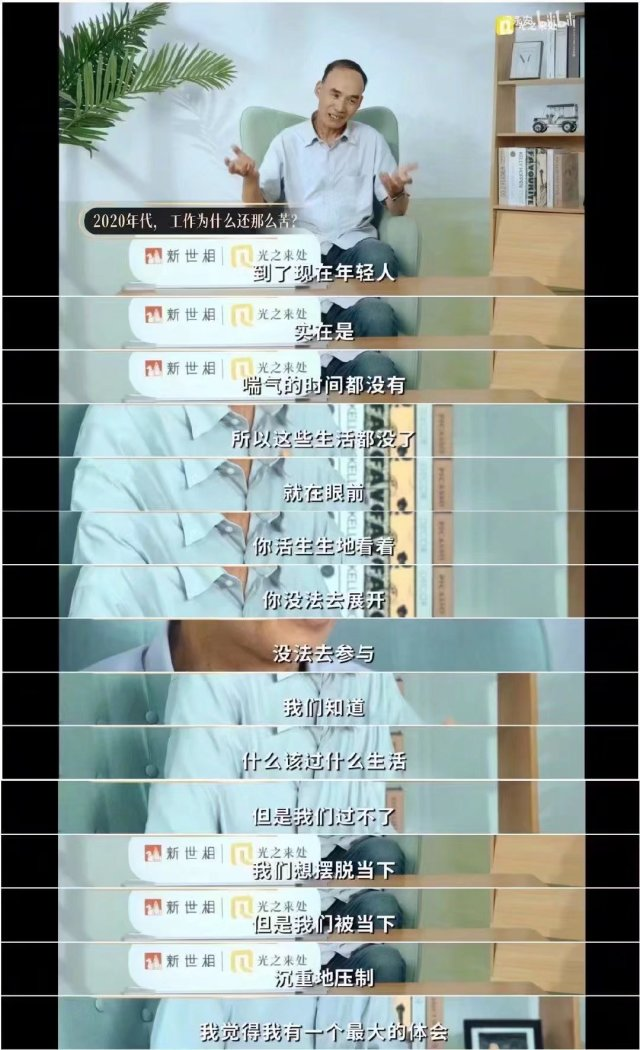 光之来处
2020年代，工作为什么还那么苦？
新世相 光之来处
到了现在年轻人
新世相 光之来处
实在是
新世相 光之来处
喘气的时间都没有
所以这些生活都没了
就在眼前
你活生生地看着
你没法去展开
没法去参与
我们知道
什么该过什么生活
但是我们过不了
新世相 光之来处
我们想摆脱当下
新世相 光之来处
但是我们被当下
新世相 光之来处
沉重地压制
我觉得我有一个最大的体会